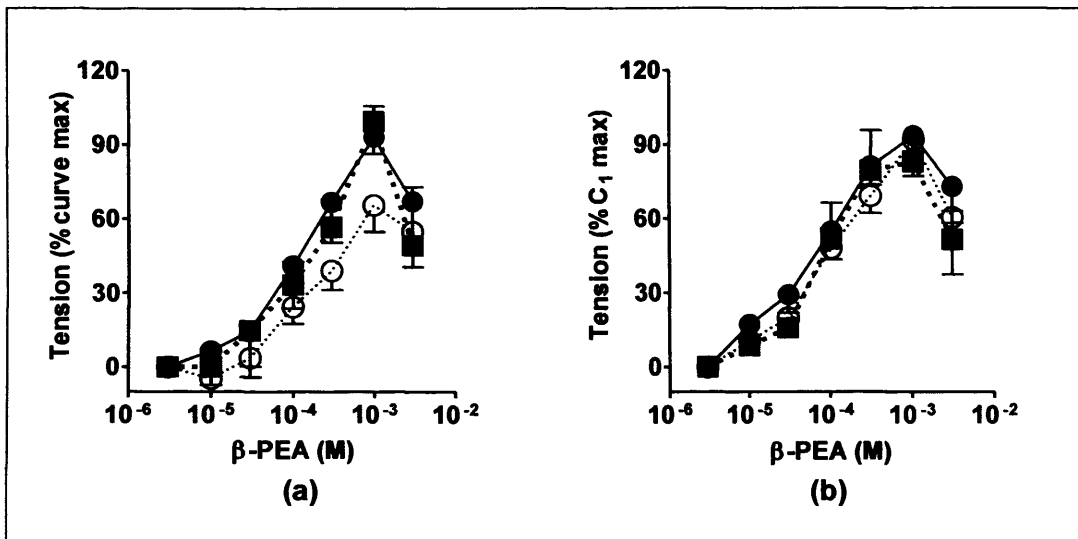 120
90
60
30
0
Tension (% curve max)
10⁻⁶ 10⁻⁵ 10⁻⁴ 10⁻³ 10⁻²
β-PEA (M)
(a)
120
90
60
30
0
Tension (% C₁ max)
10⁻⁶ 10⁻⁵ 10⁻⁴ 10⁻³ 10⁻²
β-PEA (M)
(b)